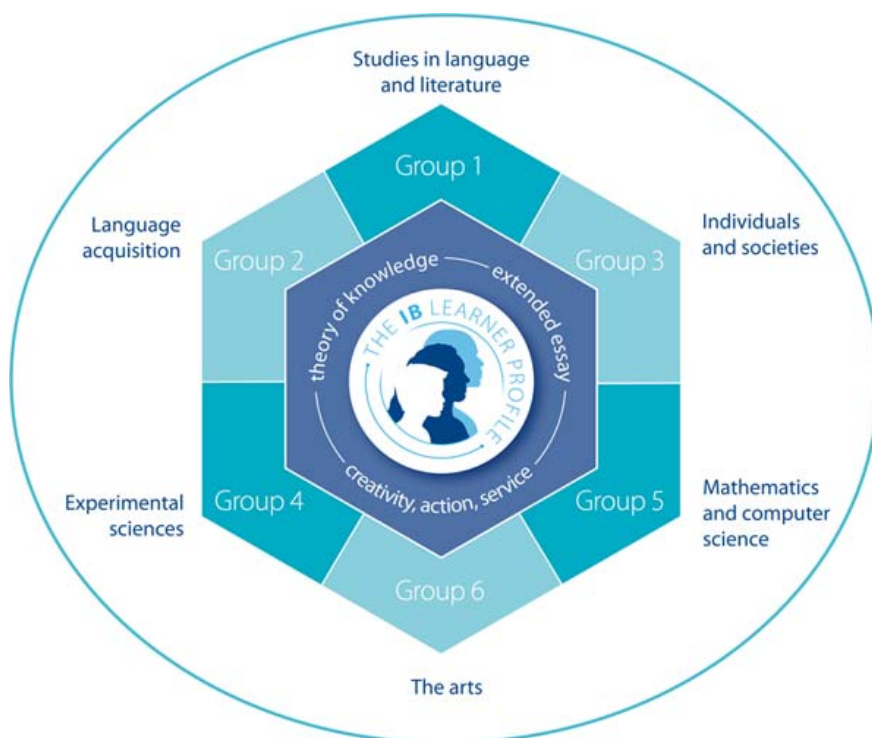 Studies in language
and literature
Group 1
Language
acquisition
Group 2
Individuals
and societies
Group 3
theory of knowledge
extended essay
THE IB LEARNER PROFILE
creativity, action, service
Experimental
sciences
Group 4
Mathematics
and computer
science
Group 5
Group 6
The arts